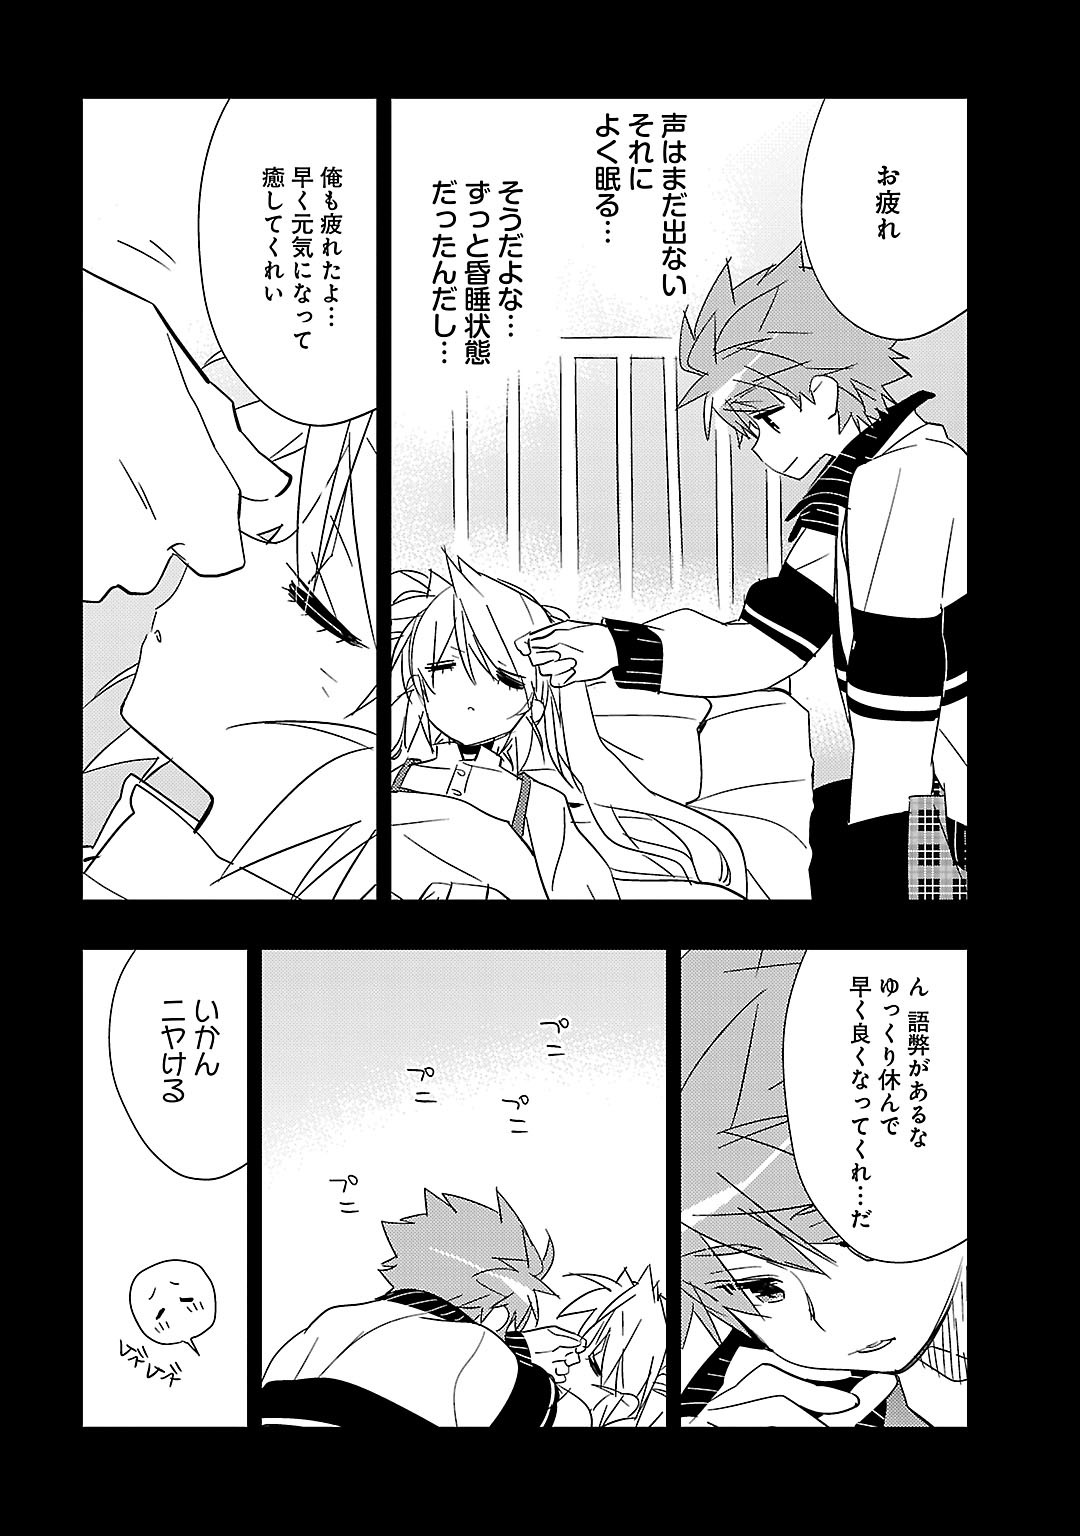 お疲れ
声はまだ出ない
それに
よく眠る…
そうだよな…
ずっと昏睡状態
だったんだし…
俺も疲れたよ…
早く元気になって
癒してくれい
ん 語弊があるな
ゆっくり休んで
早く良くなってくれ…だ
プニ
プニ
プニ
プニ
いかん
ニヤける